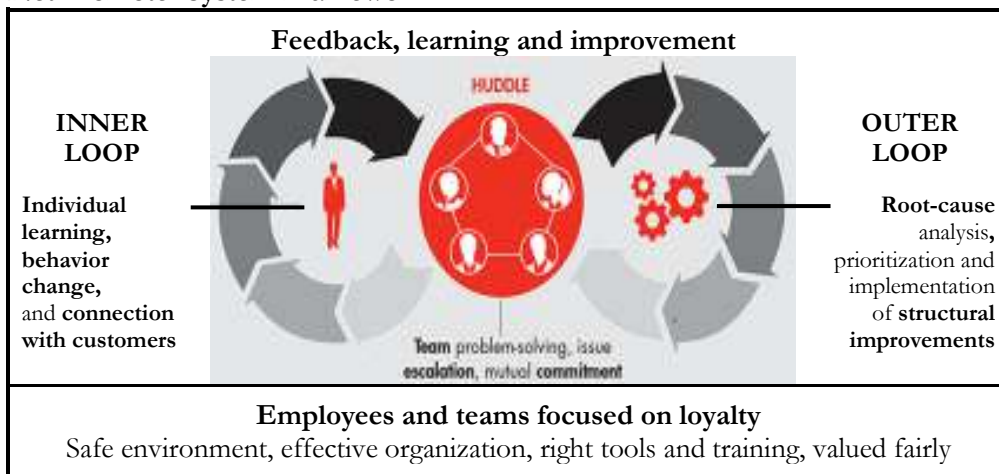 Feedback, learning and improvement
HUDDLE
INNER
LOOP
Individual
learning,
behavior
change,
and connection
with customers
OUTER
LOOP
Root-cause
analysis,
prioritization and
implementation
of structural
improvements
Team problem-solving, issue
escalation, mutual commitment
Employees and teams focused on loyalty
Safe environment, effective organization, right tools and training, valued fairly